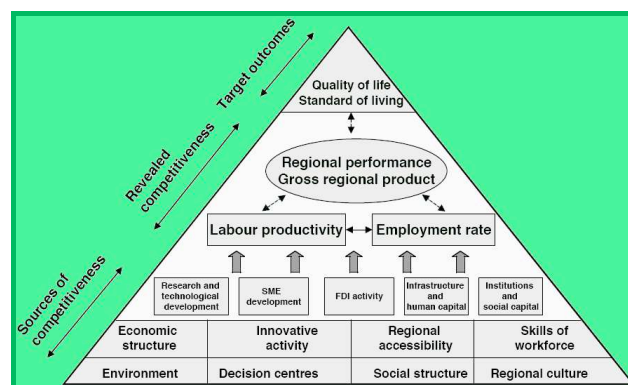 Target outcomes
Revealed
competitiveness
Sources of
competitiveness
Quality of life
Standard of living
Regional performance
Gross regional product
Labour productivity
Employment rate
Research and
technological
development
SME
development
FDI activity
Infrastructure
and
human capital
Institutions
and
social capital
Economic
structure
Innovative
activity
Regional
accessibility
Skills of
workforce
Environment
Decision centres
Social structure
Regional culture